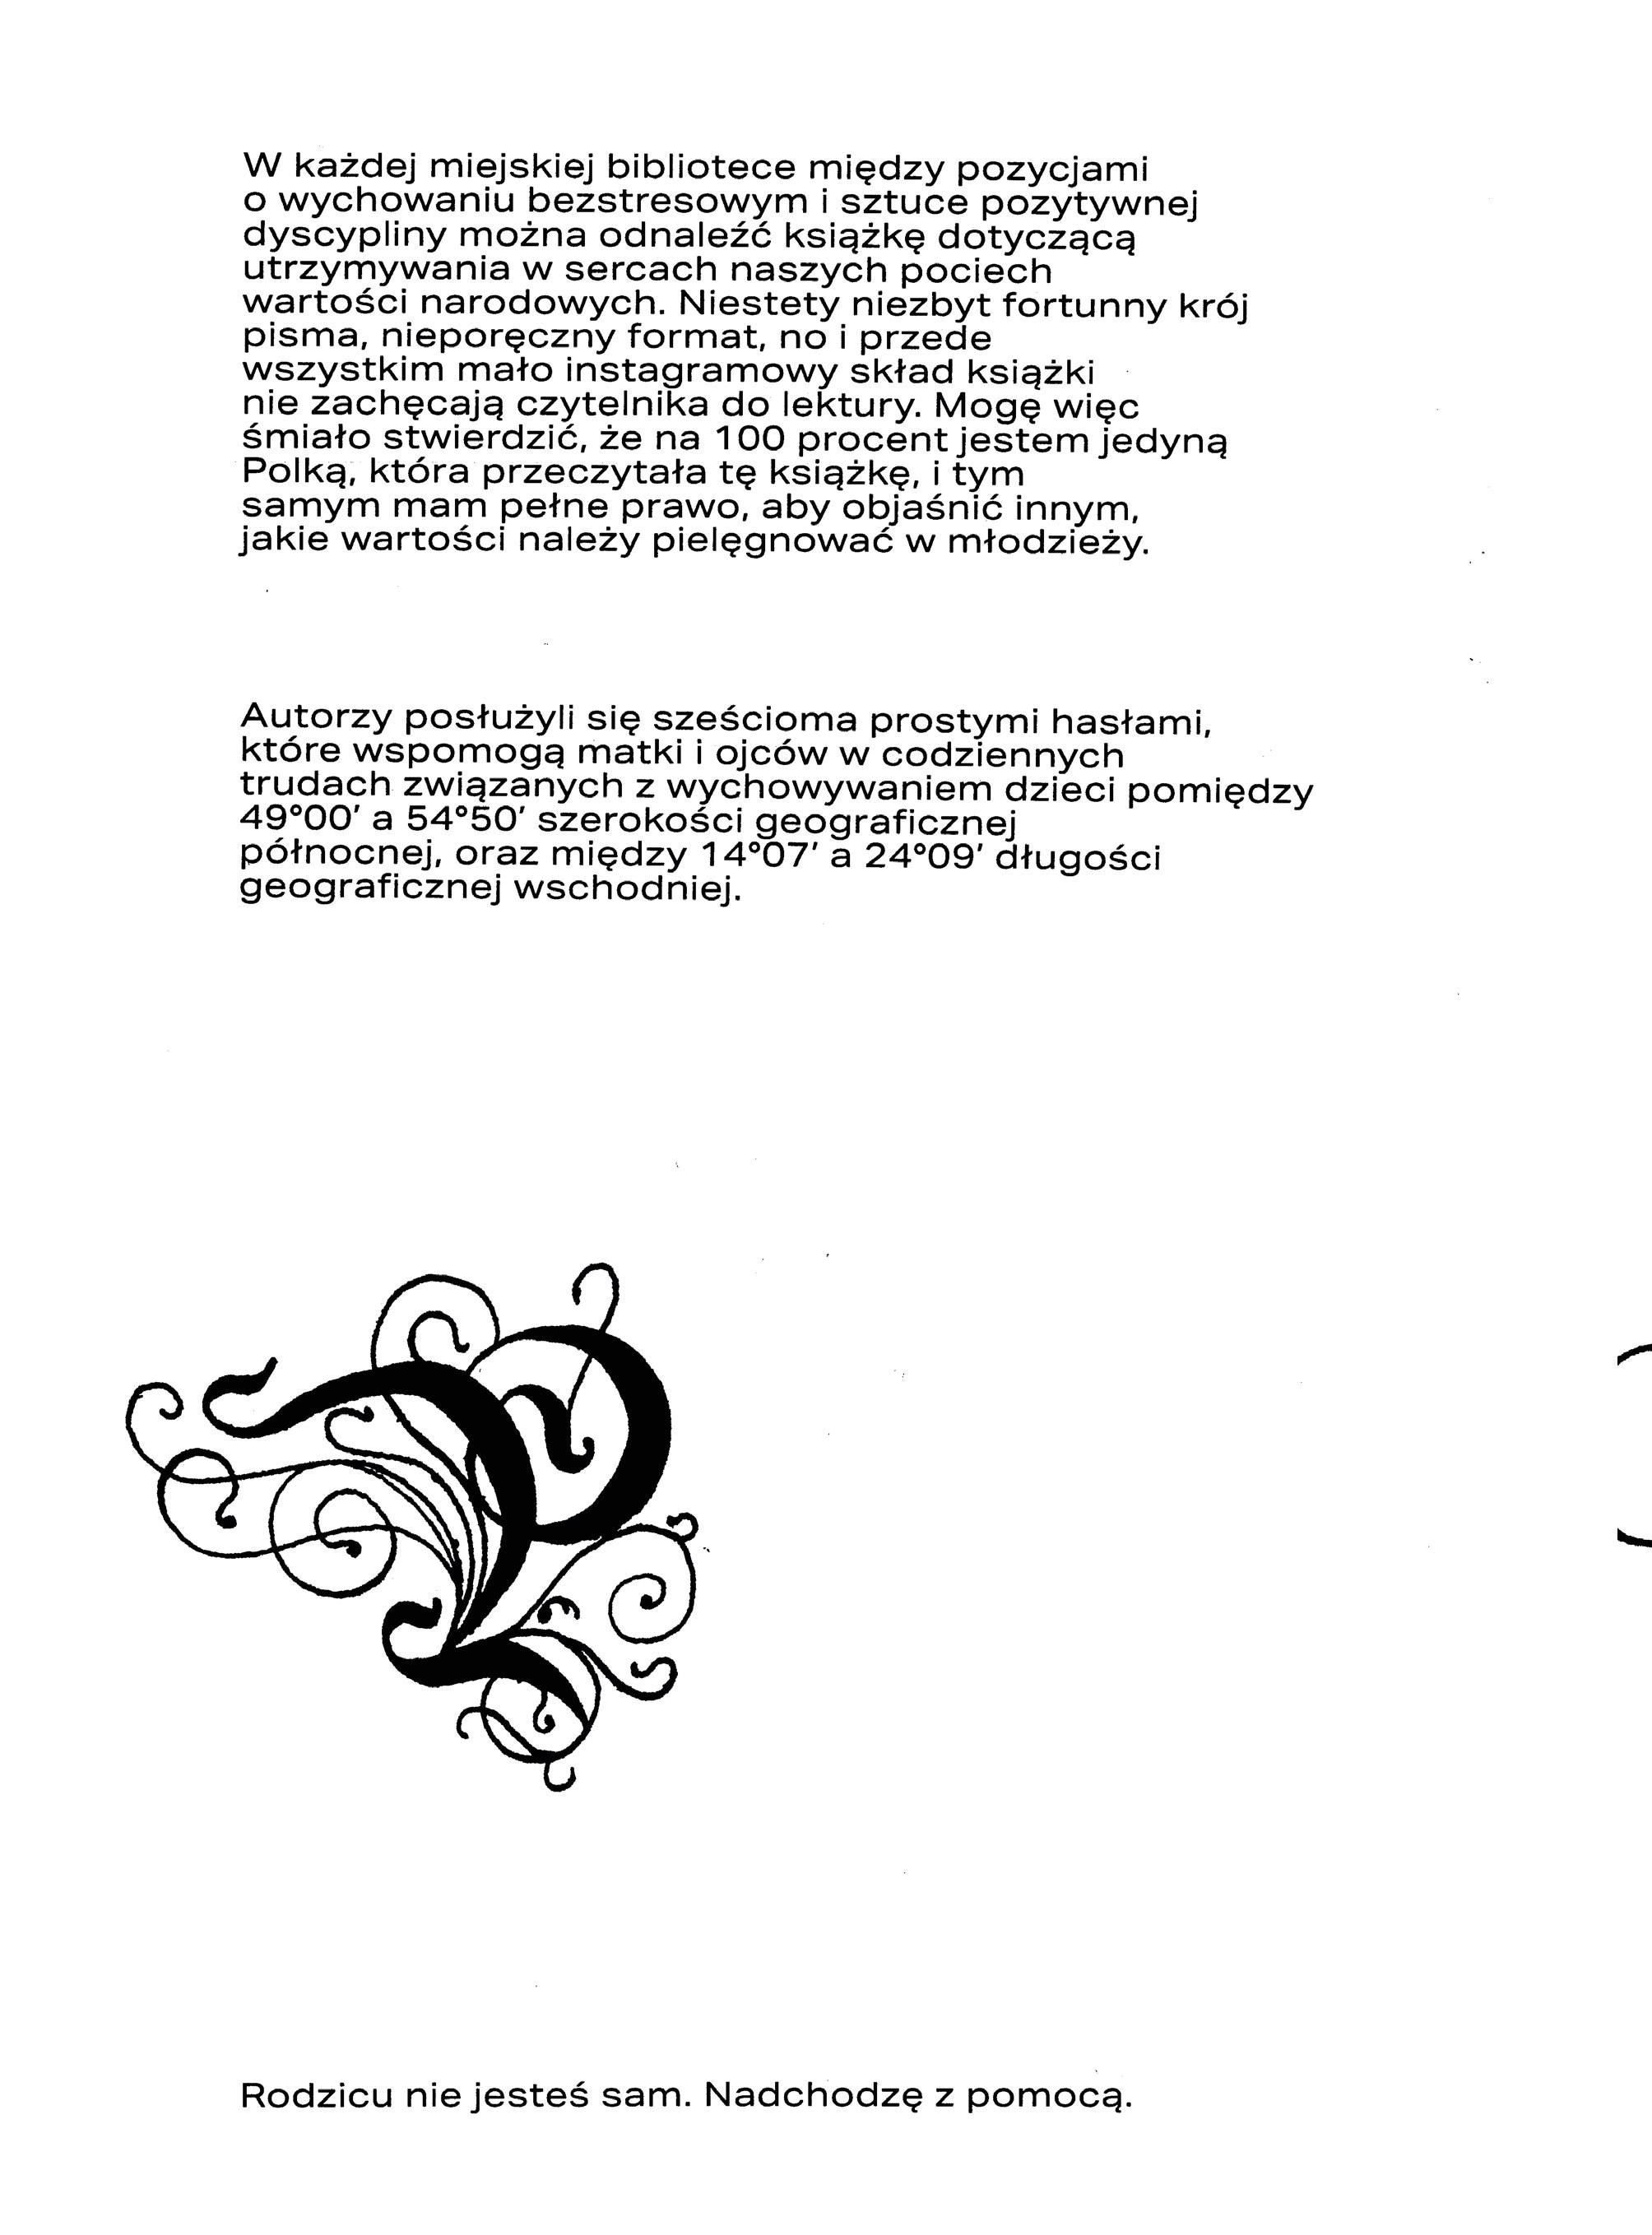 W każdej miejskiej bibliotece między pozycjami
o wychowaniu bezstresowym i sztuce pozytywnej
dyscypliny można odnaleźć książkę dotyczącą
utrzymywania w sercach naszych pociech
wartości narodowych. Niestety niezbyt fortunny krój
pisma, nieporęczny format, no i przede
wszystkim mało instagramowy skład książki
nie zachęcają czytelnika do lektury. Mogę więc
śmiało stwierdzić, że na 100 procent jestem jedyną
Polką, która przeczytała tę książkę, i tym
samym mam pełne prawo, aby objaśnić innym,
jakie wartości należy pielęgnować w młodzieży.
Autorzy posłużyli się sześcioma prostymi hasłami,
które wspomogą matki i ojców w codziennych
trudach związanych z wychowywaniem dzieci pomiędzy
49°00′ a 54°50′ szerokości geograficznej
północnej, oraz między 14°07′ a 24°09′ długości
geograficznej wschodniej.
P
Rodzicu nie jesteś sam. Nadchodzę z pomocą.